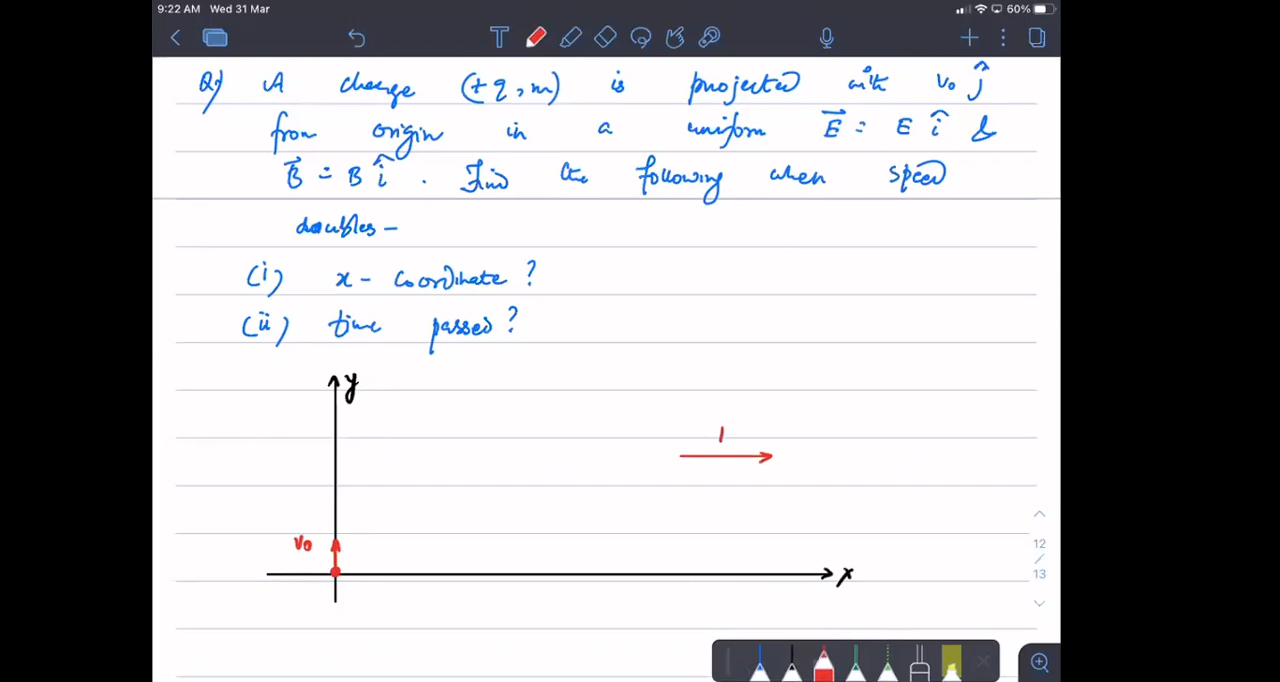 9:22 AM Wed 31 Mar
60%
Q) A charge (+q, m) is projected with v₀ ĵ
from origin in a uniform E⃗ = E î &
B⃗ = B î . Find the following when speed
doubles –
(i) x - coordinate ?
(ii) time passed ?
y
v₀
x
12
/
13